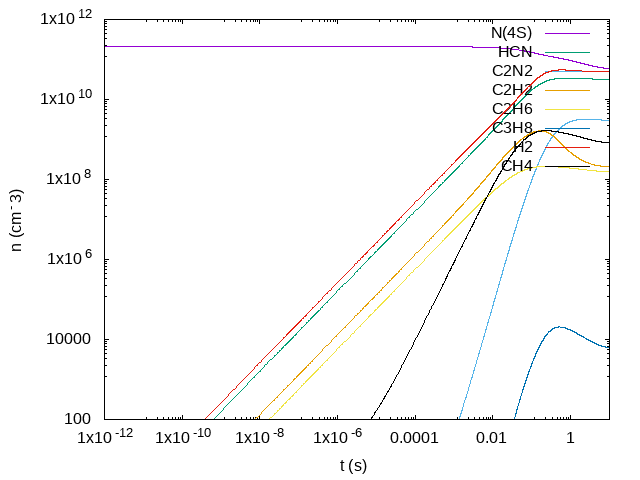 1x10 12
1x10 10
1x10 8
1x10 6
10000
100
n (cm-3)
N(4S)
HCN
C2N2
C2H2
C2H6
C3H8
H2
CH4
1x10 -12 1x10 -10 1x10 -8 1x10 -6 0.0001 0.01 1
t (s)